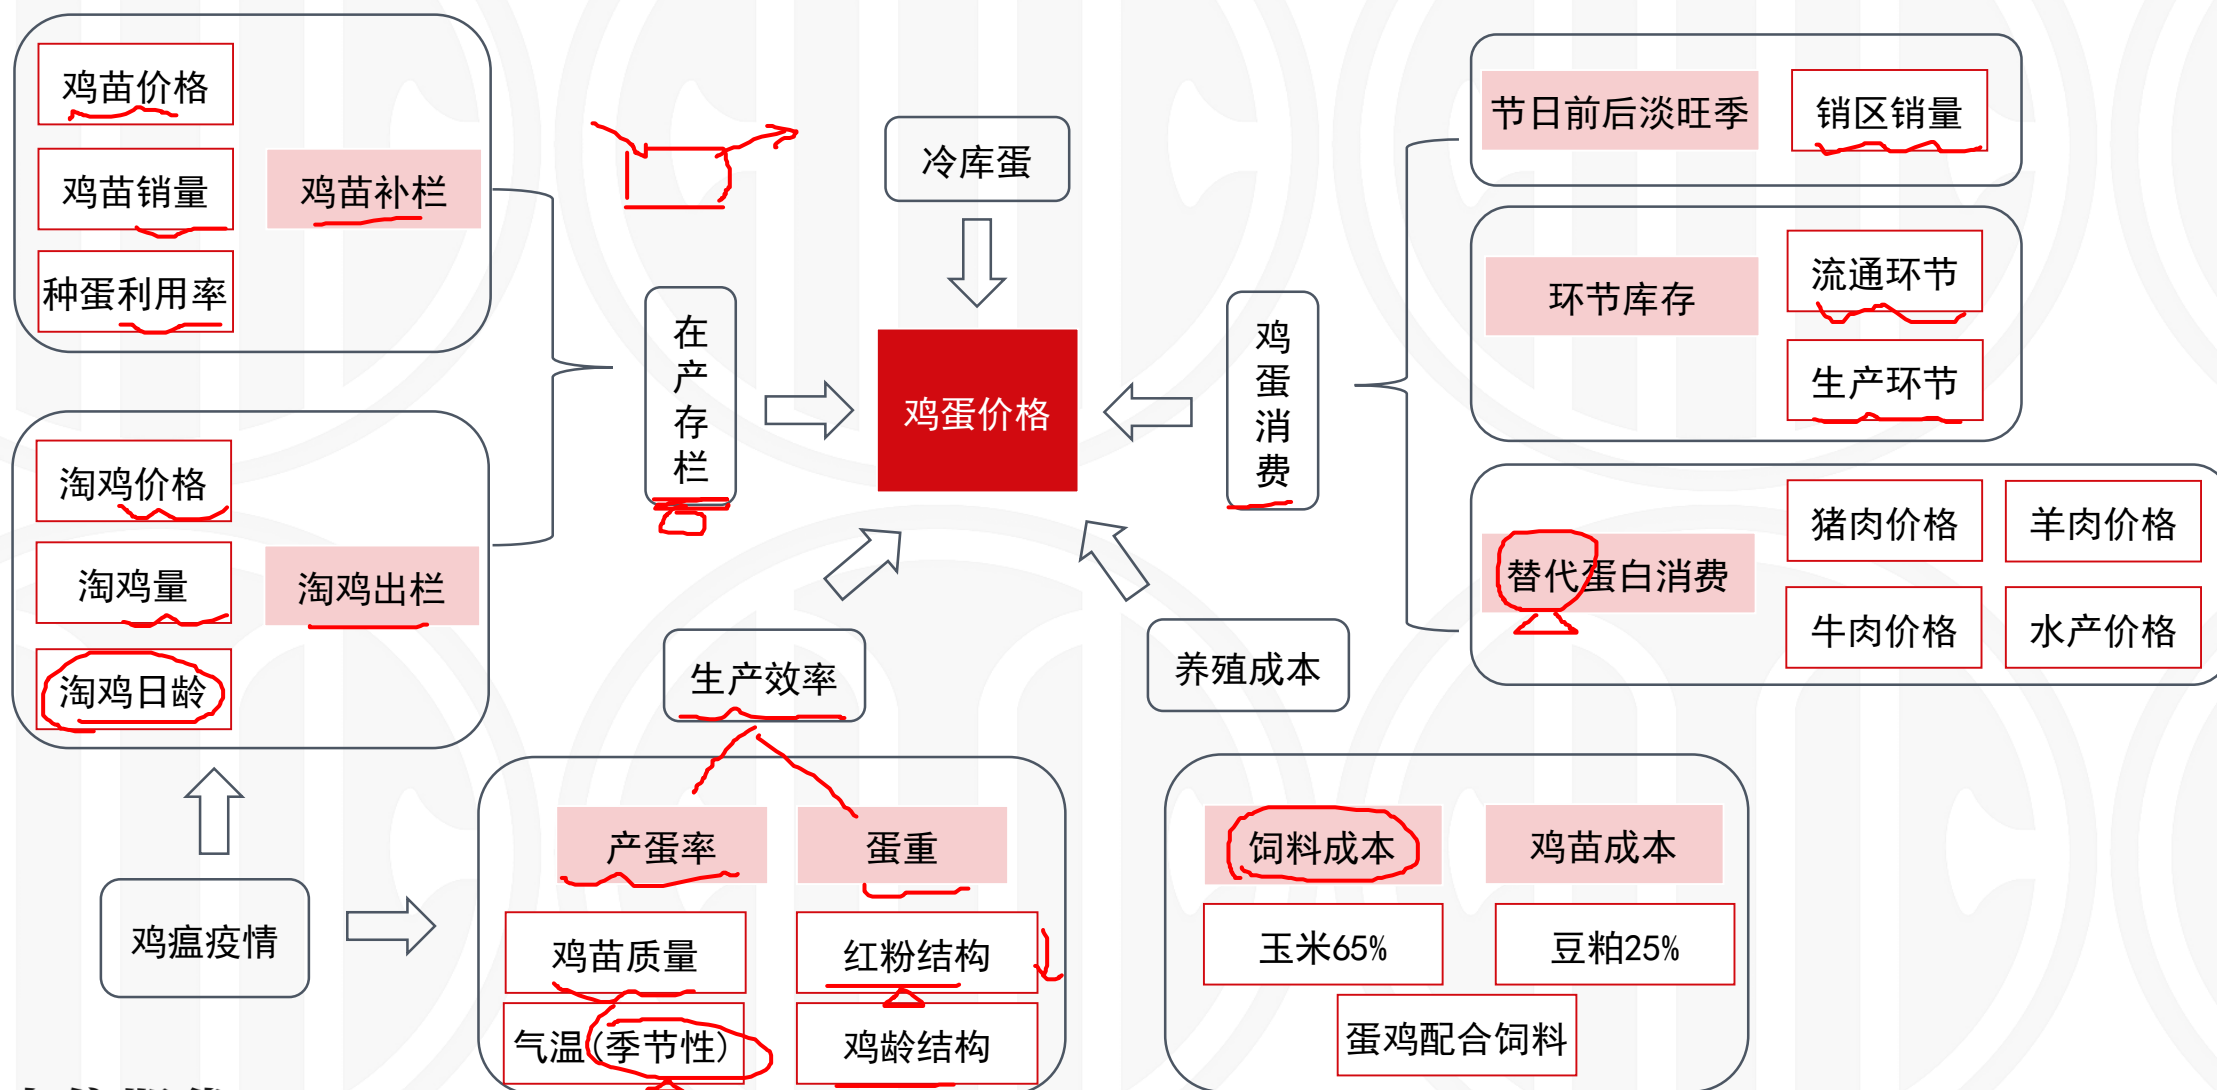 鸡苗价格
鸡苗销量
种蛋利用率
鸡苗补栏
淘鸡价格
淘鸡量
淘鸡日龄
淘鸡出栏
鸡瘟疫情
在产存栏
冷库蛋
鸡蛋价格
鸡蛋消费
生产效率
养殖成本
产蛋率
蛋重
鸡苗质量
红粉结构
气温(季节性)
鸡龄结构
节日前后淡旺季
销区销量
环节库存
流通环节
生产环节
替代蛋白消费
猪肉价格
羊肉价格
牛肉价格
水产价格
饲料成本
鸡苗成本
玉米65%
豆粕25%
蛋鸡配合饲料